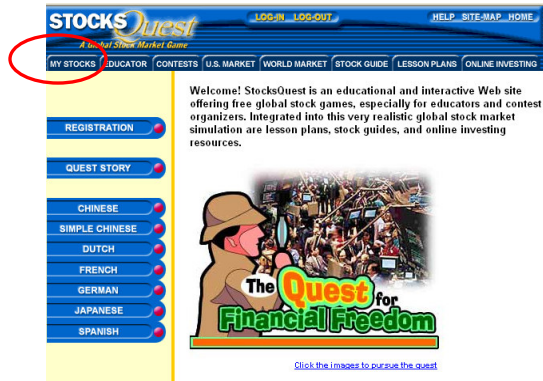 STOCKSQuest
LOG-IN LOG-OUT
HELP SITE-MAP HOME
A Global Stock Market Game
MY STOCKS EDUCATOR CONTESTS U.S. MARKET WORLD MARKET STOCK GUIDE LESSON PLANS ONLINE INVESTING
Welcome! StocksQuest is an educational and interactive Web site
offering free global stock games, especially for educators and contest
organizers. Integrated into this very realistic global stock market
simulation are lesson plans, stock guides, and online investing
resources.
REGISTRATION
QUEST STORY
CHINESE
SIMPLE CHINESE
DUTCH
FRENCH
GERMAN
JAPANESE
SPANISH
The Quest for
Financial Freedom
Click the images to pursue the quest